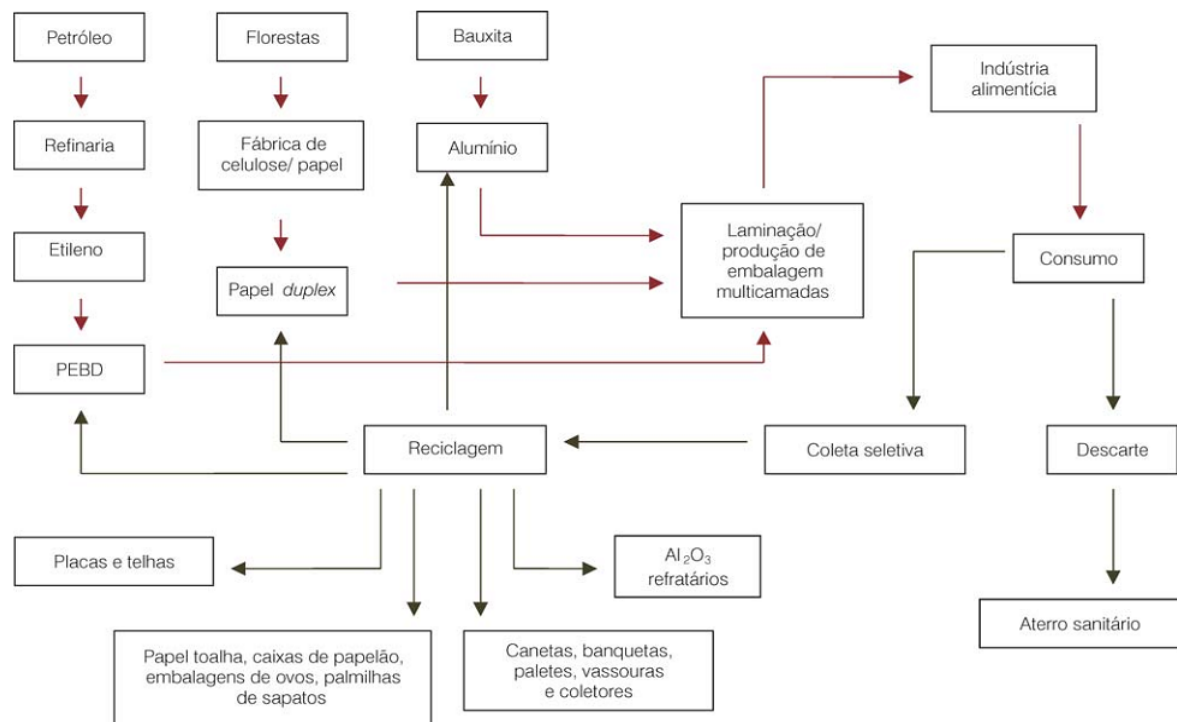 Petróleo
Florestas
Bauxita
Indústria
alimentícia
Refinaria
Fábrica de
celulose/ papel
Alumínio
Laminação/
produção de
embalagem
multicamadas
Etileno
Consumo
Papel duplex
PEBD
Reciclagem
Coleta seletiva
Descarte
Placas e telhas
Al₂O₃
refratários
Papel toalha, caixas de papelão,
embalagens de ovos, palmilhas
de sapatos
Canetas, banquetas,
paletes, vassouras
e coletores
Aterro sanitário